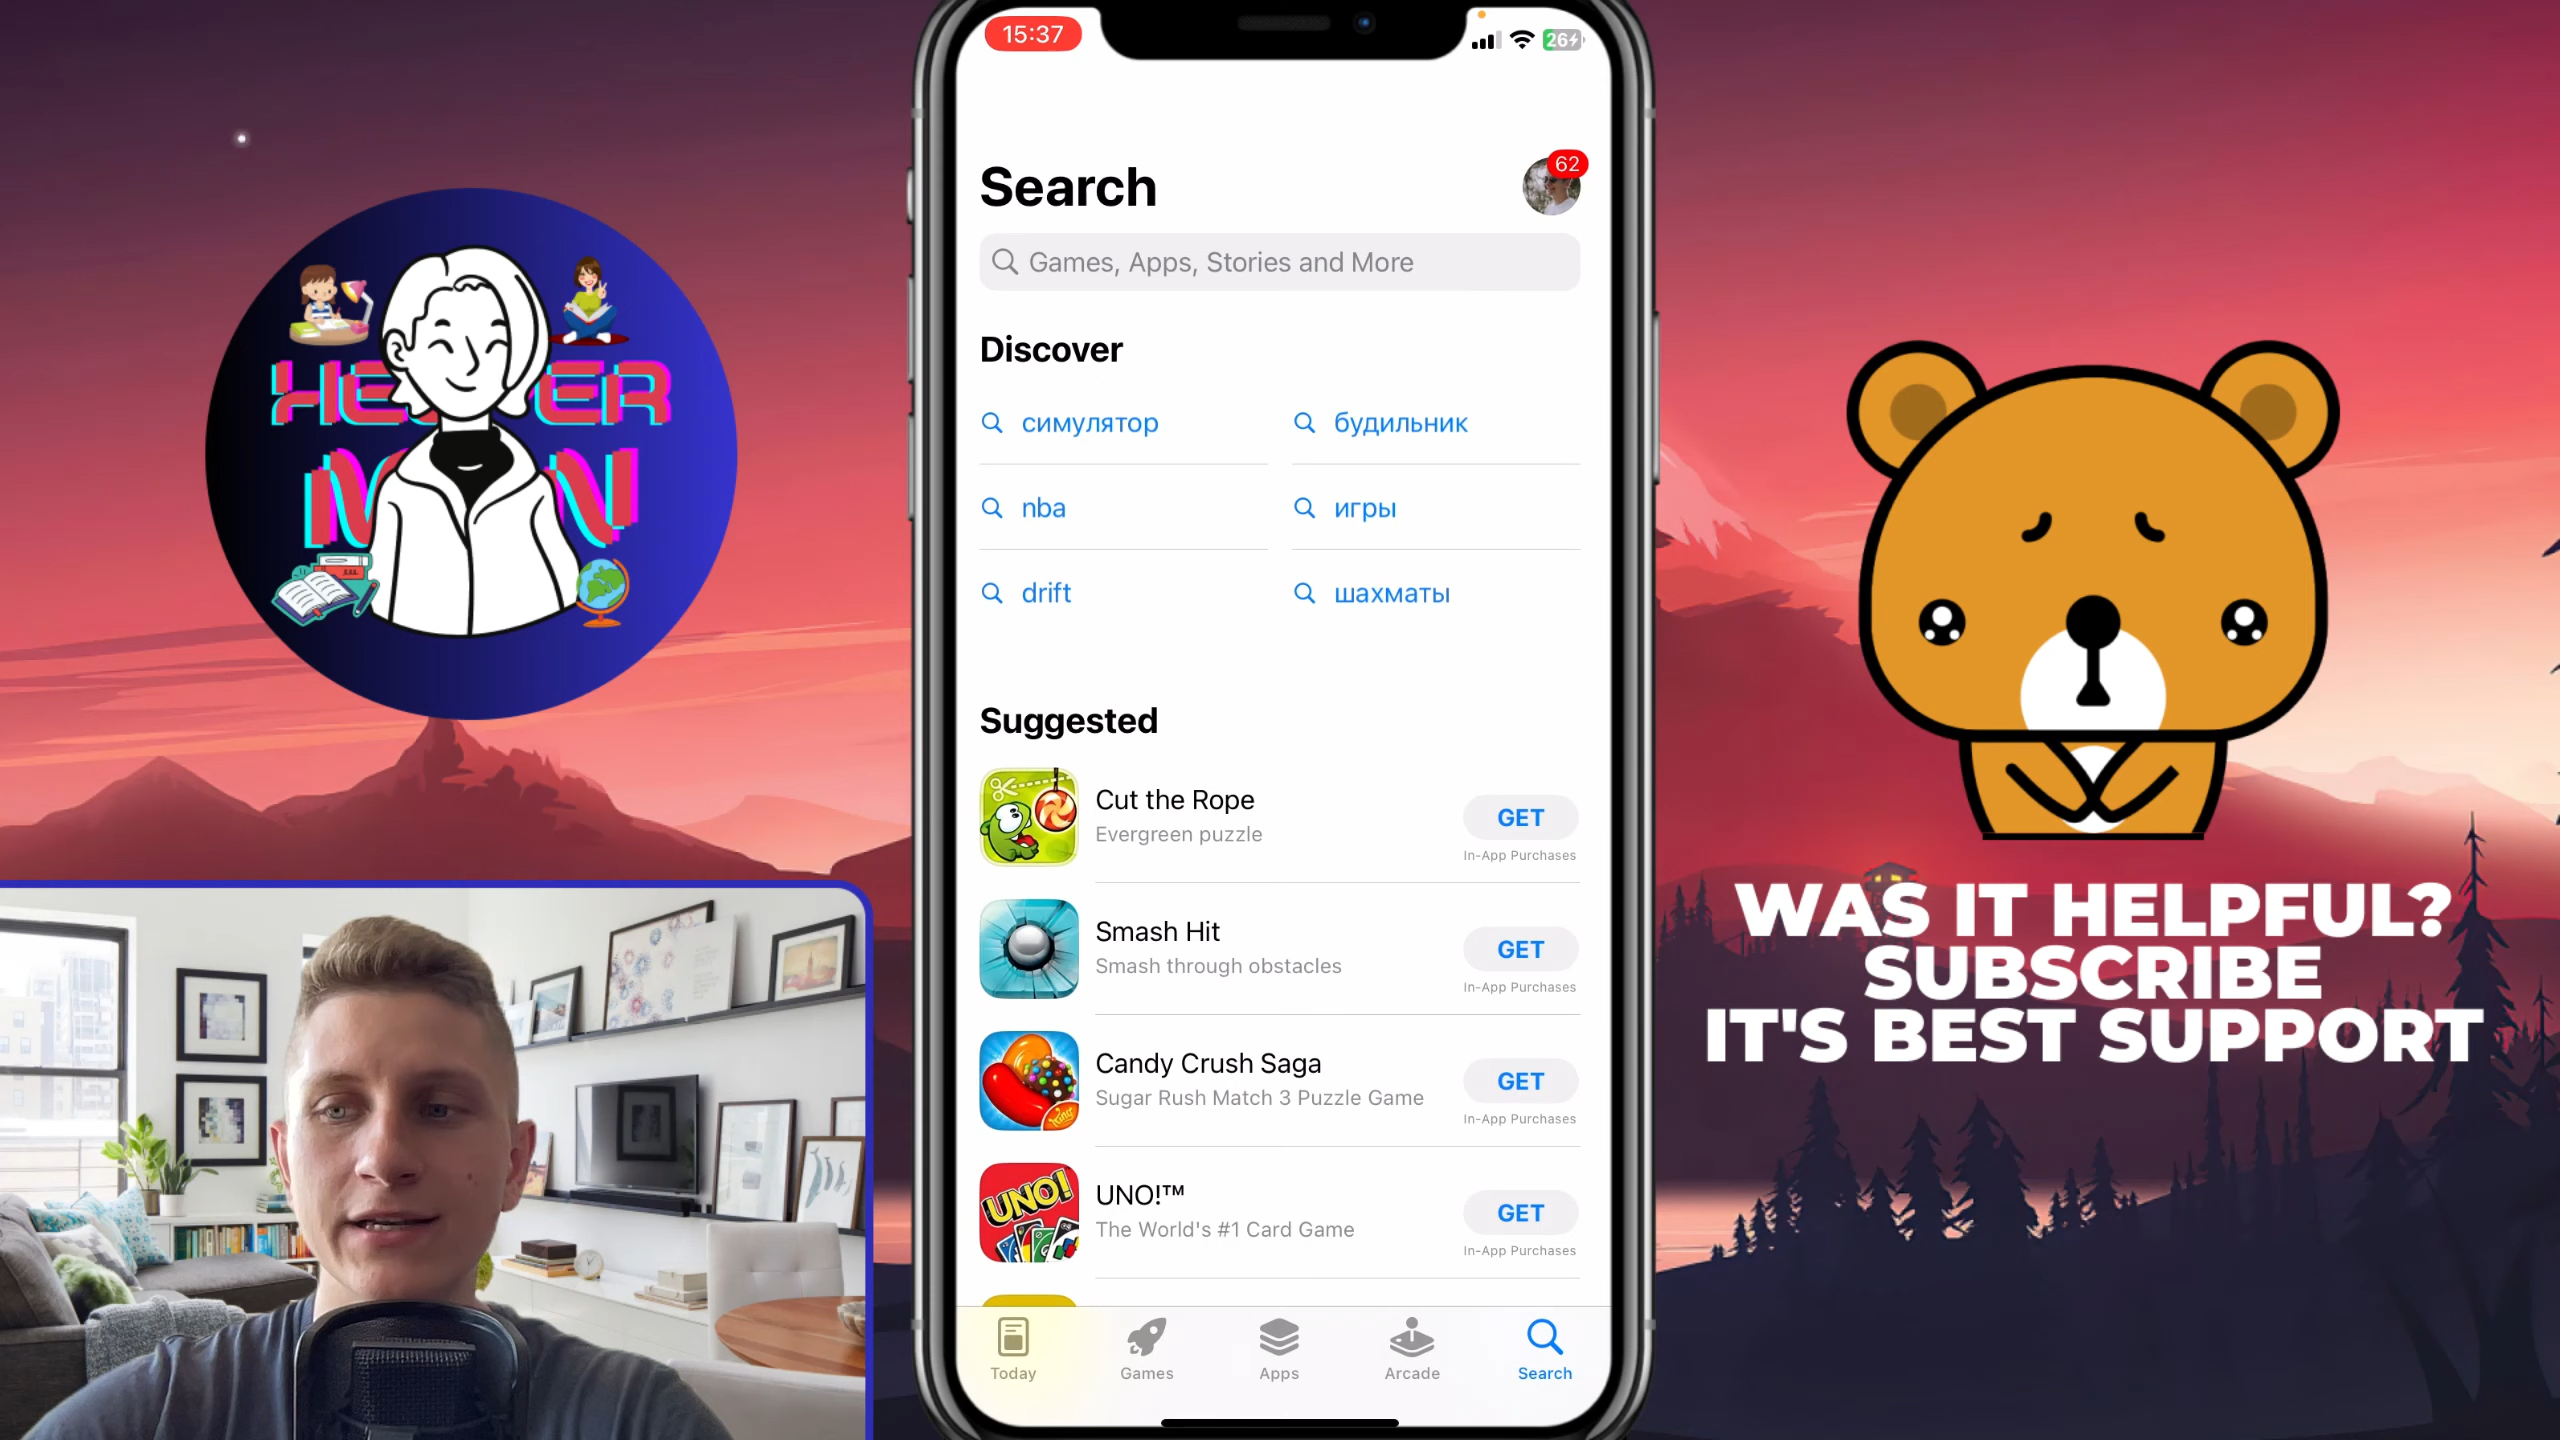 15:37
26
Search
62
Games, Apps, Stories and More
Discover
симулятор
будильник
nba
игры
drift
шахматы
Suggested
Cut the Rope
Evergreen puzzle
GET
In-App Purchases
Smash Hit
Smash through obstacles
GET
In-App Purchases
Candy Crush Saga
Sugar Rush Match 3 Puzzle Game
GET
In-App Purchases
King
UNO!
UNO!™
The World's #1 Card Game
GET
In-App Purchases
Today
Games
Apps
Arcade
Search
WAS IT HELPFUL?
SUBSCRIBE
IT'S BEST SUPPORT